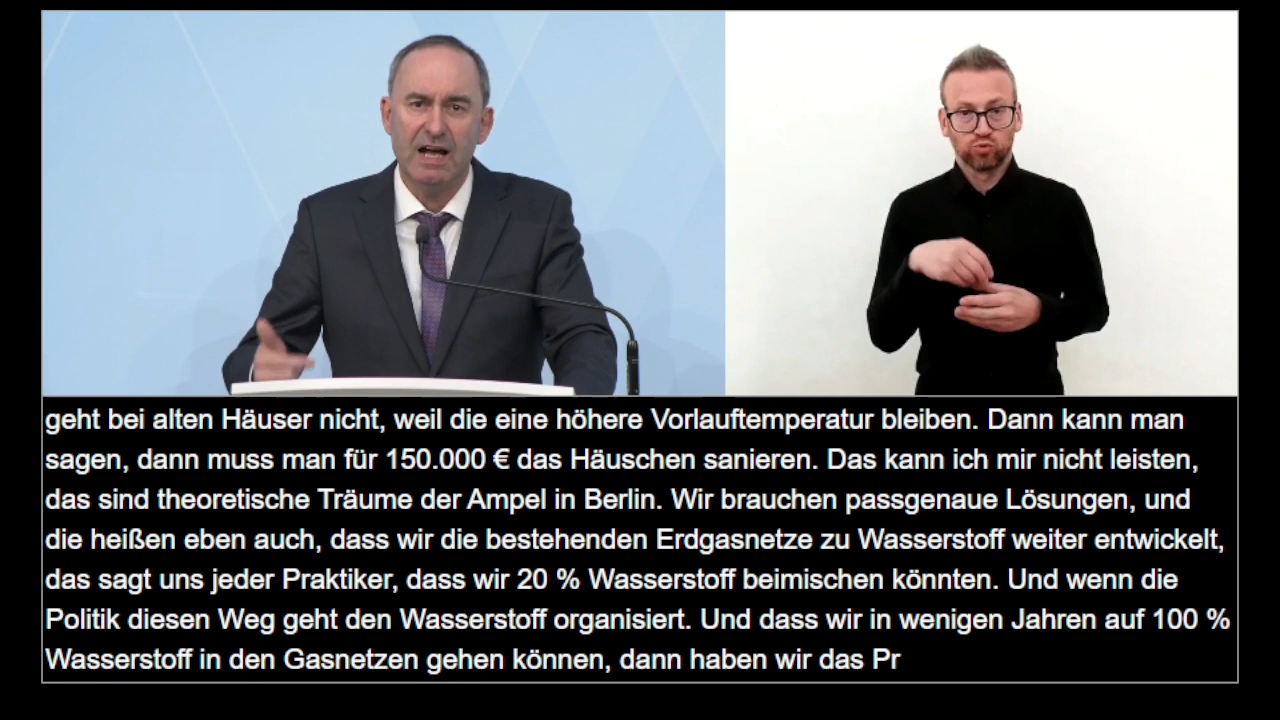 geht bei alten Häuser nicht, weil die eine höhere Vorlauftemperatur bleiben. Dann kann man
sagen, dann muss man für 150.000 € das Häuschen sanieren. Das kann ich mir nicht leisten,
das sind theoretische Träume der Ampel in Berlin. Wir brauchen passgenaue Lösungen, und
die heißen eben auch, dass wir die bestehenden Erdgasnetze zu Wasserstoff weiter entwickelt,
das sagt uns jeder Praktiker, dass wir 20 % Wasserstoff beimischen könnten. Und wenn die
Politik diesen Weg geht den Wasserstoff organisiert. Und dass wir in wenigen Jahren auf 100 %
Wasserstoff in den Gasnetzen gehen können, dann haben wir das Pr